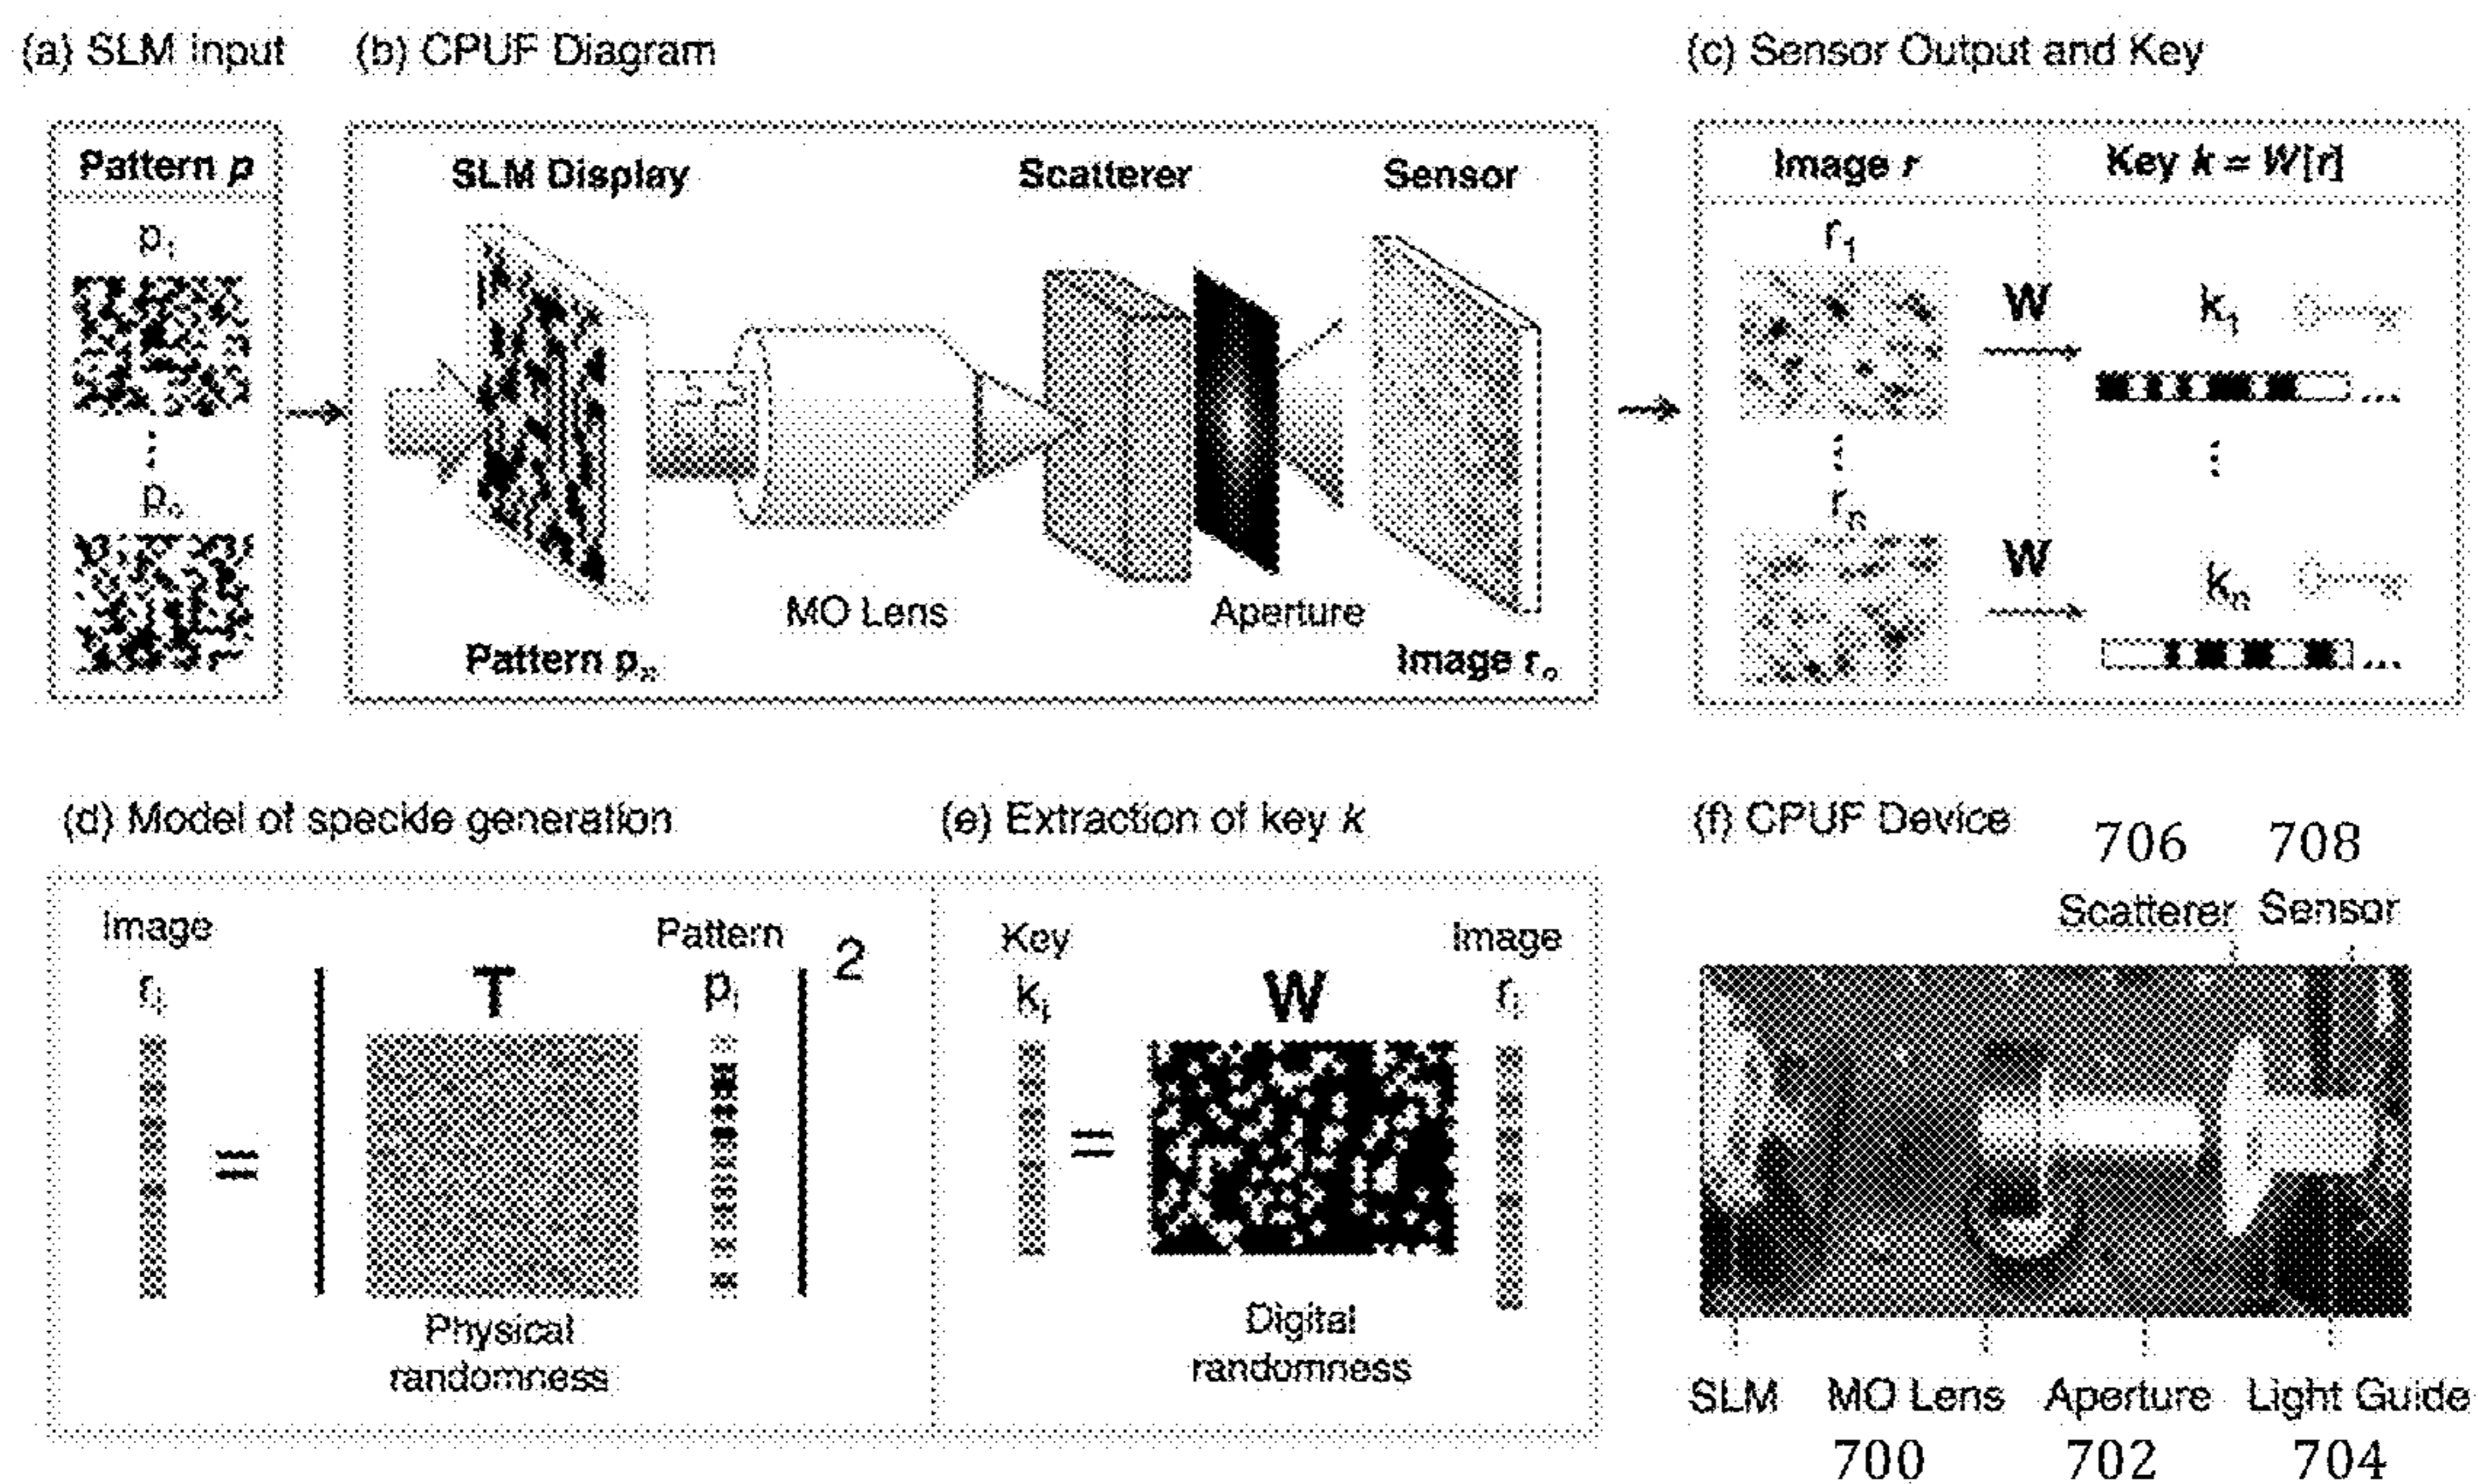 (a) SLM input
(b) CPUF Diagram
(c) Sensor Output and Key
Pattern p
p₁
⋮
SLM Display
Scatterer
Sensor
MO Lens
Aperture
Pattern
Image
Image r
Key k = W[r]
r₁
W
k₁
...
⋮
⋮
rₙ
W
kₙ
...
(d) Model of speckle generation
Image
rᵢ
=
T
Pattern
pᵢ
2
Physical
randomness
(e) Extraction of key k
Key
kᵢ
=
W
Image
rᵢ
Digital
randomness
(f) CPUF Device
706
708
Scatterer
Sensor
SLM
MO Lens
Aperture
Light Guide
700
702
704